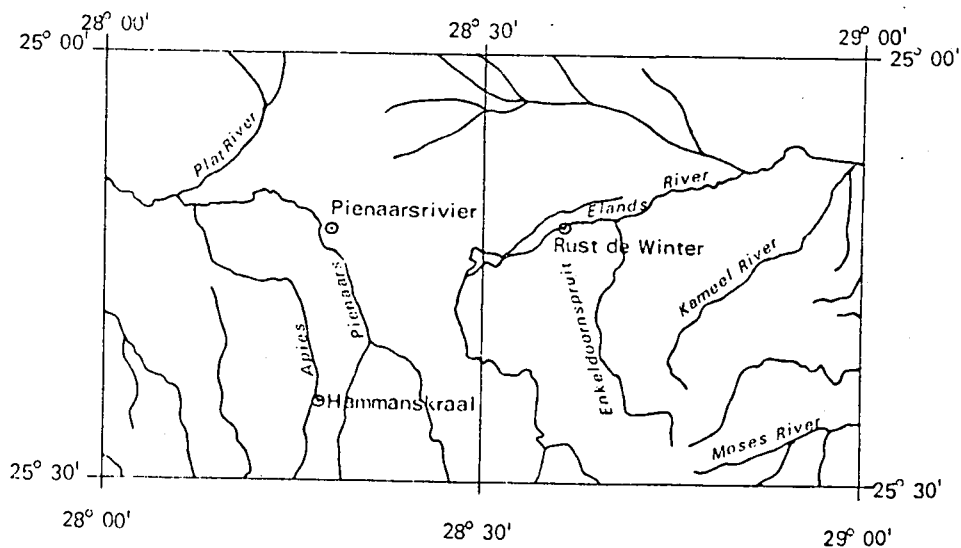 28° 00'
28° 30'
29° 00'
25° 00'
25° 00'
Plat River
River
Elands
Pienaarsrivier
Rust de Winter
Kameel River
Pienaars
Apies
Enkeldoornspruit
Hammanskraal
Moses River
25° 30'
25° 30'
28° 00'
28° 30'
29° 00'